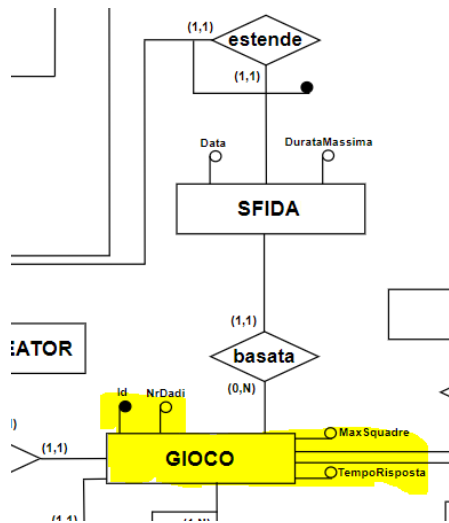 (1,1)
estende
(1,1)
Data
DurataMassima
SFIDA
(1,1)
EATOR
basata
(0,N)
Id
NrDadi
)
MaxSquadre
(1,1)
GIOCO
TempoRisposta
(1,1)
(1,N)